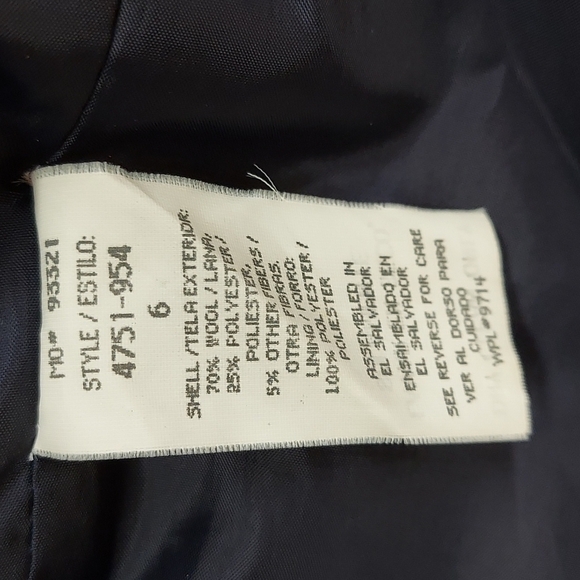 MO# 93321
STYLE / ESTILO:
4751-954
6
SHELL /TELA EXTERIOR:
70% WOOL / LANA,
25% POLYESTER /
POLIESTER,
5% OTHER FIBERS /
OTRA FIBRAS,
LINING /FORRO:
100% POLYESTER /
POLIESTER
ASSEMBLED IN
EL SALVADOR
ENSAMBLADO EN
EL SALVADOR
SEE REVERSE FOR CARE
VER AL DORSO PARA
CUIDADO
WPL#9714